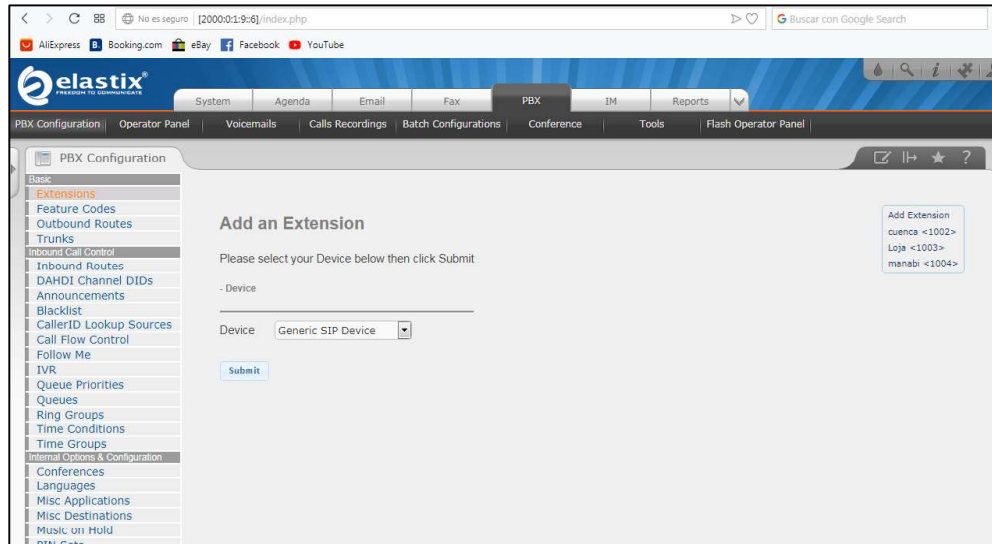 No es seguro [2000:0:1:9::6]/index.php Buscar con Google Search
AliExpress B. Booking.com eBay Facebook YouTube
elastix®
FREEDOM TO COMMUNICATE
System Agenda Email Fax PBX IM Reports
PBX Configuration Operator Panel Voicemails Calls Recordings Batch Configurations Conference Tools Flash Operator Panel
PBX Configuration
Basic
Extensions
Feature Codes
Outbound Routes
Trunks
Inbound Call Control
Inbound Routes
DAHDI Channel DIDs
Announcements
Blacklist
CallerID Lookup Sources
Call Flow Control
Follow Me
IVR
Queue Priorities
Queues
Ring Groups
Time Conditions
Time Groups
Internal Options & Configuration
Conferences
Languages
Misc Applications
Misc Destinations
Music on Hold
PIN Sets
Add an Extension
Please select your Device below then click Submit
- Device
Device Generic SIP Device
Submit
Add Extension
cuenca <1002>
Loja <1003>
manabi <1004>